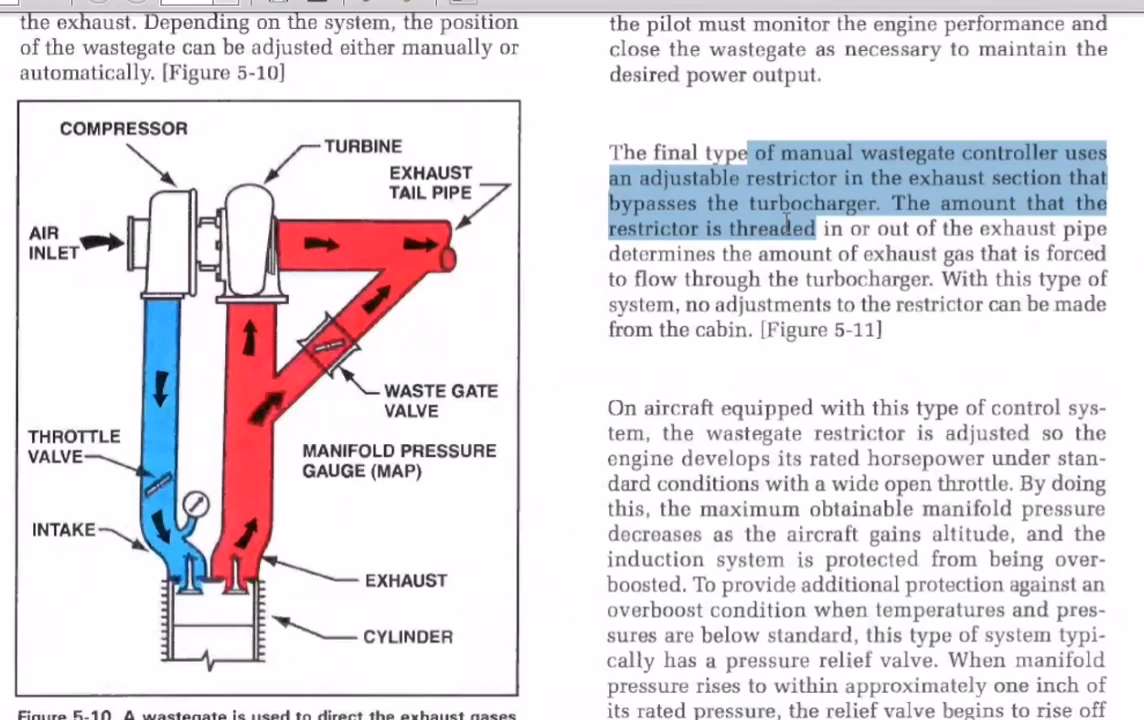 the exhaust. Depending on the system, the position
of the wastegate can be adjusted either manually or
automatically. [Figure 5-10]
COMPRESSOR
TURBINE
EXHAUST
TAIL PIPE
AIR
INLET
WASTE GATE
VALVE
THROTTLE
VALVE
MANIFOLD PRESSURE
GAUGE (MAP)
INTAKE
EXHAUST
CYLINDER
Figure 5-10. A wastegate is used to direct the exhaust gases
the pilot must monitor the engine performance and
close the wastegate as necessary to maintain the
desired power output.
The final type of manual wastegate controller uses
an adjustable restrictor in the exhaust section that
bypasses the turbocharger. The amount that the
restrictor is threaded in or out of the exhaust pipe
determines the amount of exhaust gas that is forced
to flow through the turbocharger. With this type of
system, no adjustments to the restrictor can be made
from the cabin. [Figure 5-11]
On aircraft equipped with this type of control sys-
tem, the wastegate restrictor is adjusted so the
engine develops its rated horsepower under stan-
dard conditions with a wide open throttle. By doing
this, the maximum obtainable manifold pressure
decreases as the aircraft gains altitude, and the
induction system is protected from being over-
boosted. To provide additional protection against an
overboost condition when temperatures and pres-
sures are below standard, this type of system typi-
cally has a pressure relief valve. When manifold
pressure rises to within approximately one inch of
its rated pressure, the relief valve begins to rise off